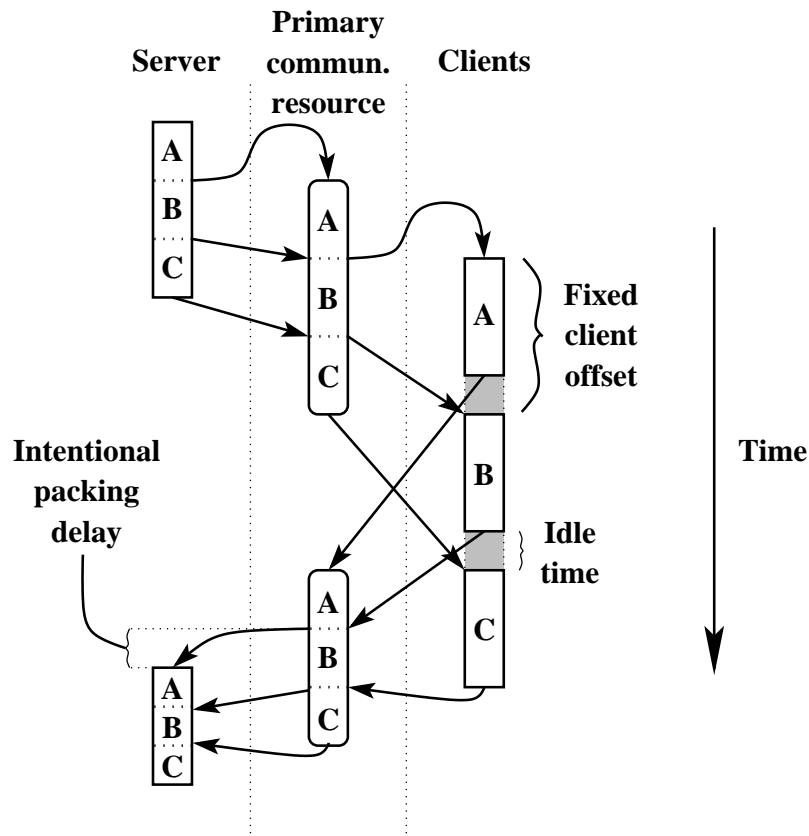 Server
Primary
commun.
resource
Clients
A
B
C
A
B
C
A
B
C
Fixed
client
offset
Time
Intentional
packing
delay
Idle
time
A
B
C
A
B
C